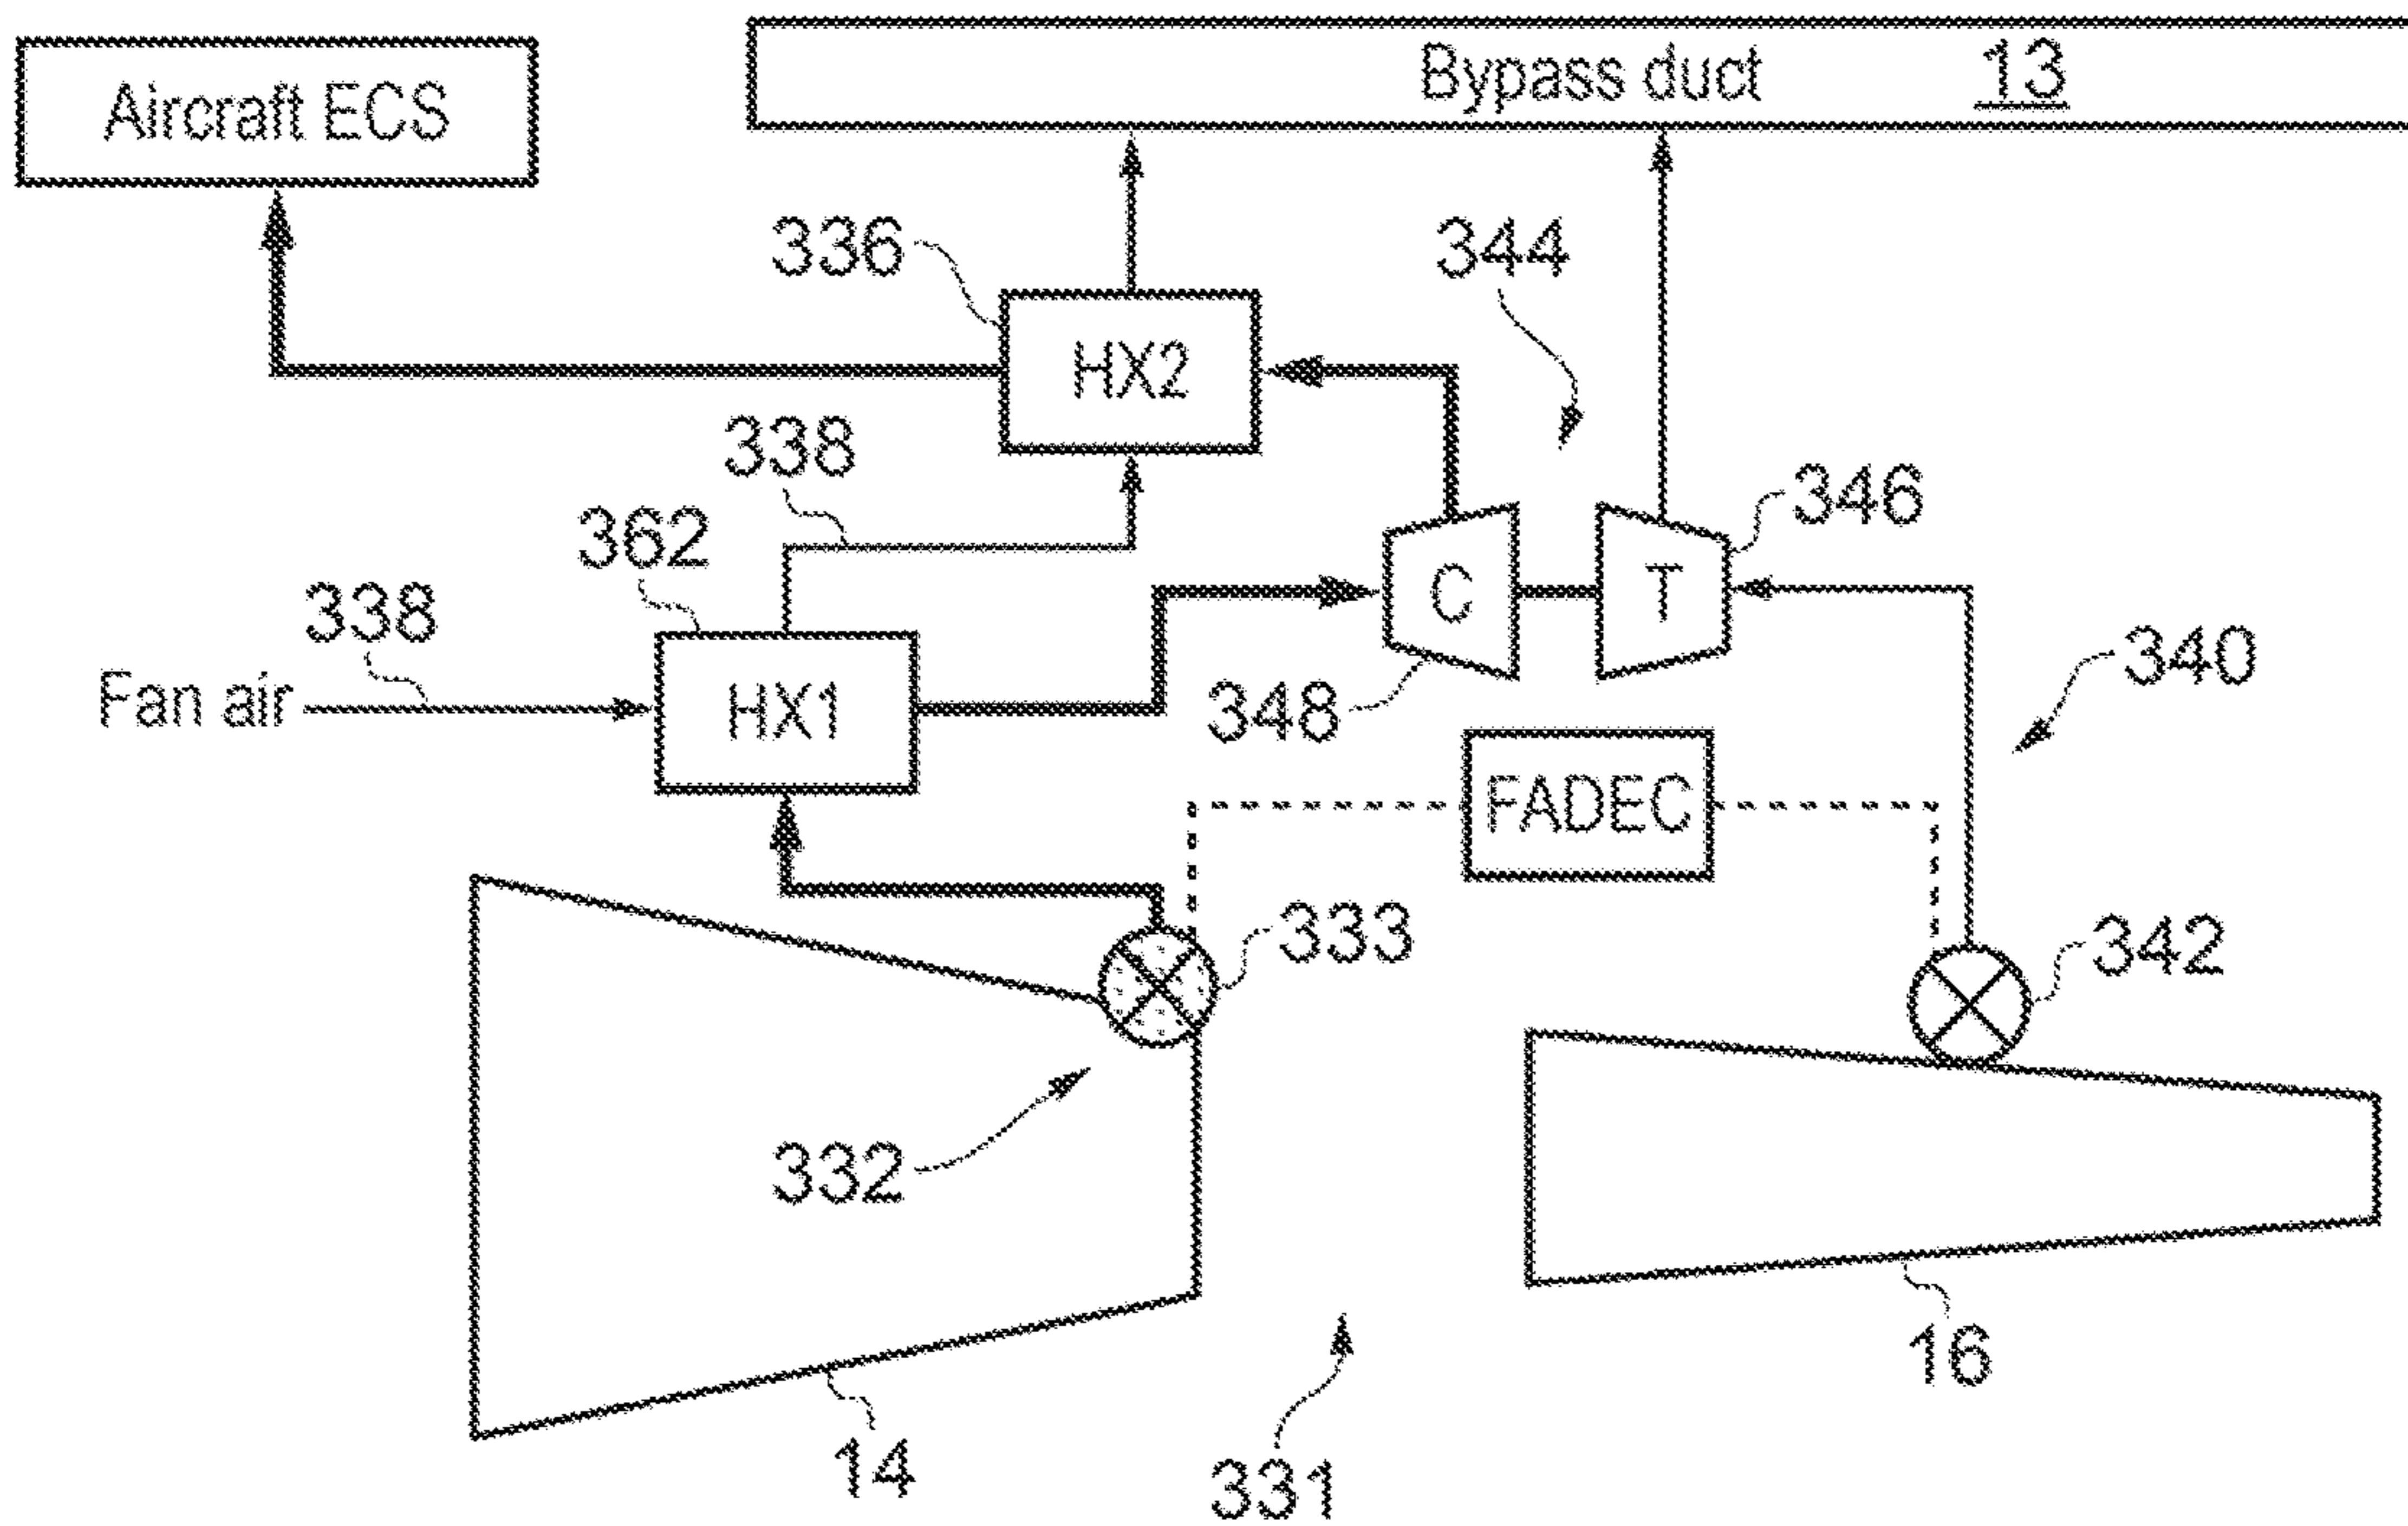 Bypass duct 13
Aircraft ECS
336
344
HX2
338
346
362
C
T
338
340
Fan air
HX1
348
FADEC
333
342
332
16
14
331